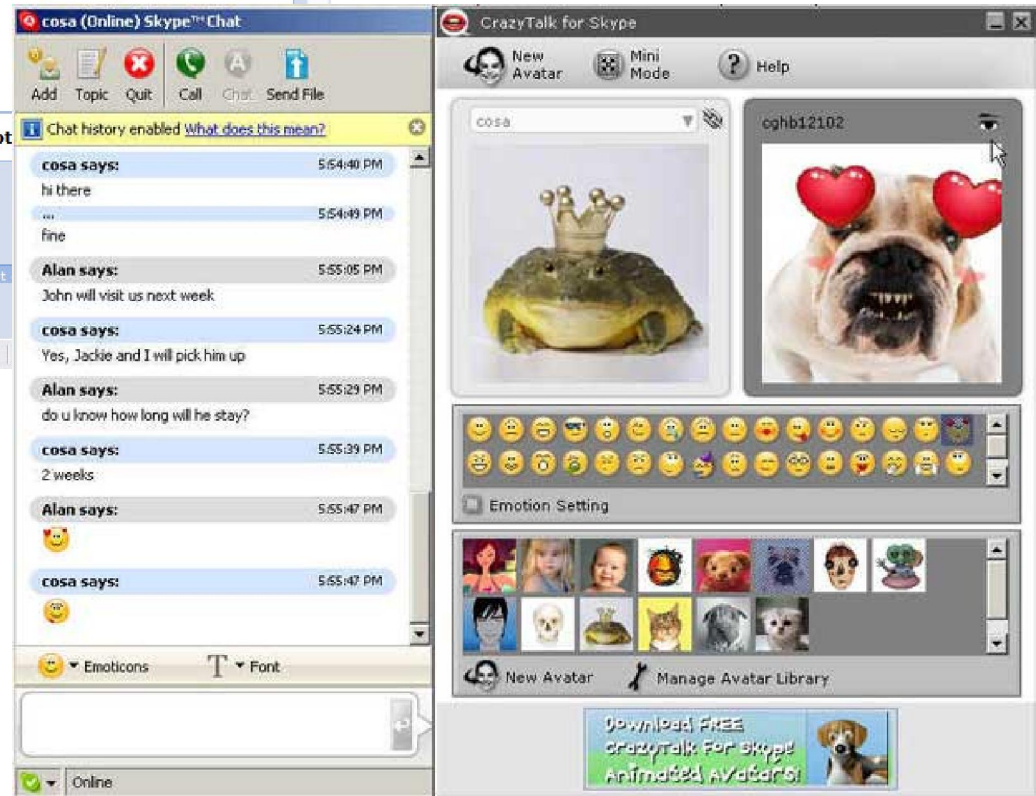 cosa (Online) Skype™ Chat
Add Topic Quit Call Chat Send File
Chat history enabled What does this mean?
cosa says: 5:54:40 PM
hi there
... 5:54:49 PM
fine
Alan says: 5:55:05 PM
John will visit us next week
cosa says: 5:55:24 PM
Yes, Jackie and I will pick him up
Alan says: 5:55:29 PM
do u know how long will he stay?
cosa says: 5:55:39 PM
2 weeks
Alan says: 5:55:47 PM
cosa says: 5:55:47 PM
Emoticons Font
Online
CrazyTalk for Skype
New Avatar
Mini Mode
Help
cosa
cghb12102
Emotion Setting
New Avatar Manage Avatar Library
Download FREE
CrazyTalk For Skype
Animated Avatars!